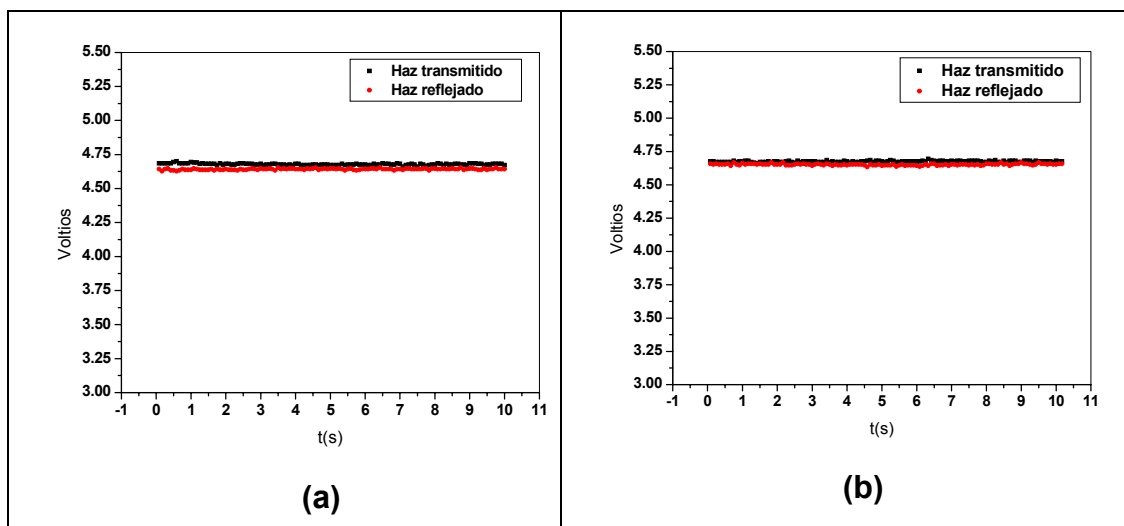 5.50
5.25
5.00
4.75
4.50
4.25
4.00
3.75
3.50
3.25
3.00
Voltios
Haz transmitido
Haz reflejado
-1 0 1 2 3 4 5 6 7 8 9 10 11
t(s)
(a)
5.50
5.25
5.00
4.75
4.50
4.25
4.00
3.75
3.50
3.25
3.00
Voltios
Haz transmitido
Haz reflejado
-1 0 1 2 3 4 5 6 7 8 9 10 11
t(s)
(b)